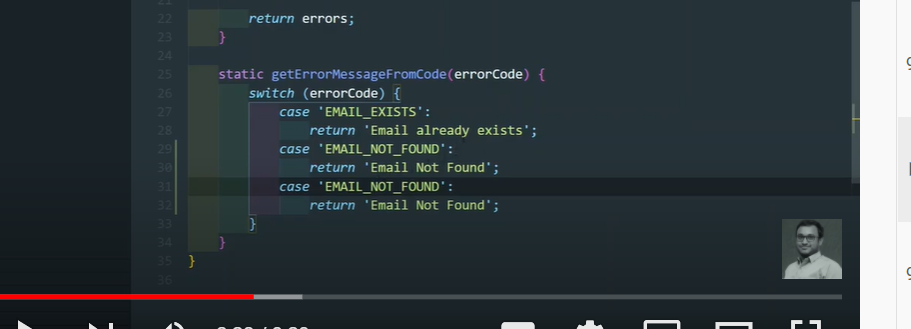 22 return errors;
23 }
24
25 static getErrorMessageFromCode(errorCode) {
26 switch (errorCode) {
27 case 'EMAIL_EXISTS':
28 return 'Email already exists';
29 case 'EMAIL_NOT_FOUND':
30 return 'Email Not Found';
31 case 'EMAIL_NOT_FOUND':
32 return 'Email Not Found';
33 }
34 }
35 }
36